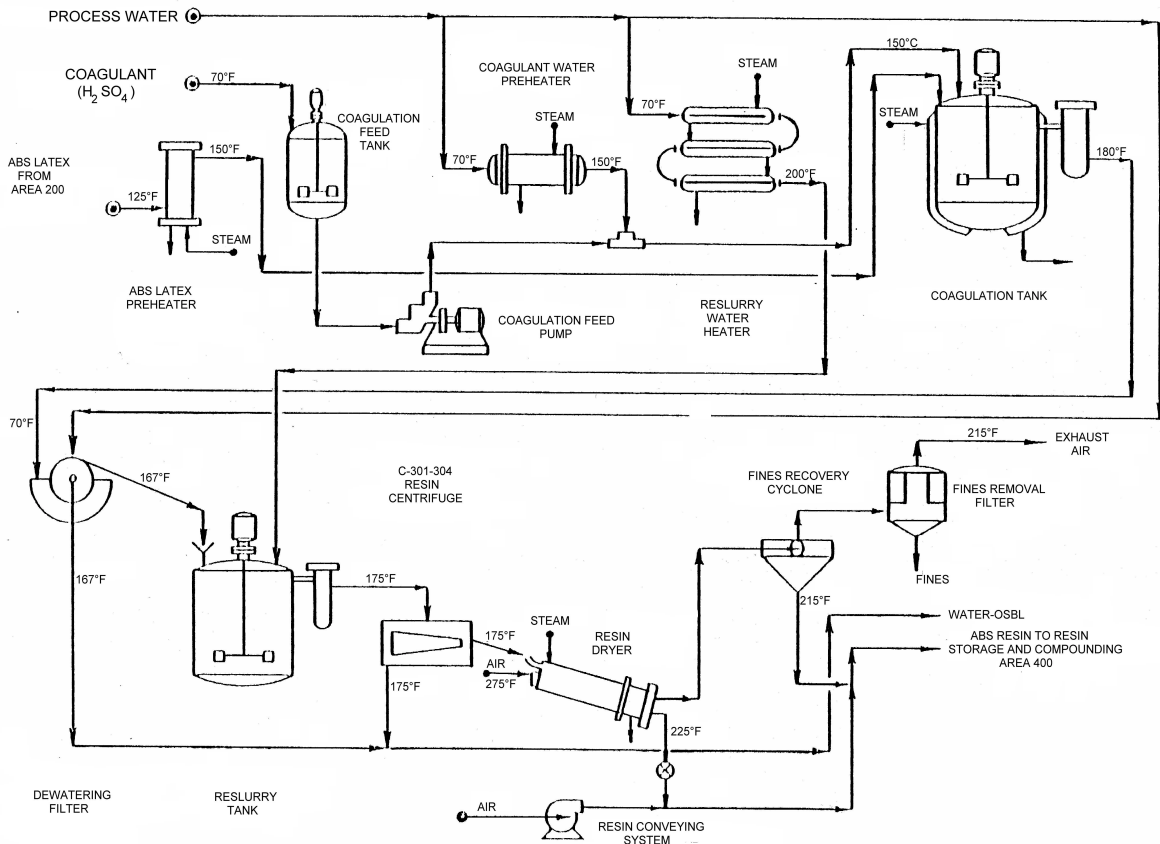 PROCESS WATER
COAGULANT
(H2 SO4)
70°F
COAGULATION
FEED
TANK
COAGULANT WATER
PREHEATER
STEAM
70°F
150°F
STEAM
70°F
200°F
150°C
STEAM
180°F
ABS LATEX
FROM
AREA 200
150°F
125°F
STEAM
ABS LATEX
PREHEATER
COAGULATION FEED
PUMP
RESLURRY
WATER
HEATER
COAGULATION TANK
70°F
167°F
167°F
C-301-304
RESIN
CENTRIFUGE
175°F
175°F
175°F
STEAM
RESIN
DRYER
AIR
275°F
225°F
FINES RECOVERY
CYCLONE
215°F
215°F
EXHAUST
AIR
FINES REMOVAL
FILTER
FINES
WATER-OSBL
ABS RESIN TO RESIN
STORAGE AND COMPOUNDING
AREA 400
DEWATERING
FILTER
RESLURRY
TANK
AIR
RESIN CONVEYING
SYSTEM